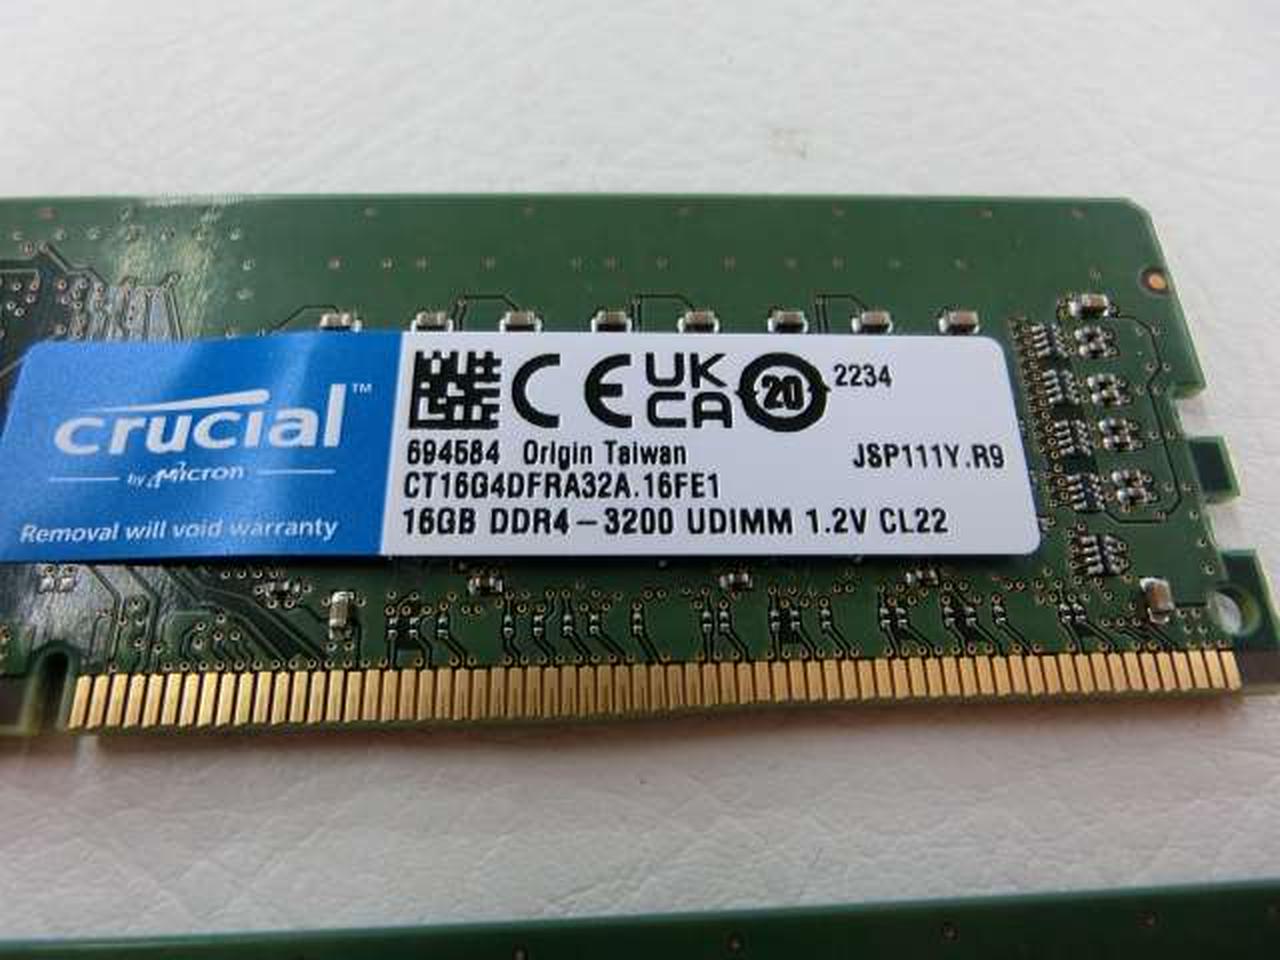 crucial™
by Micron
Removal will void warranty
CE UK CA 20 2234
694584 Origin Taiwan JSP111Y.R9
CT16G4DFRA32A.16FE1
16GB DDR4-3200 UDIMM 1.2V CL22